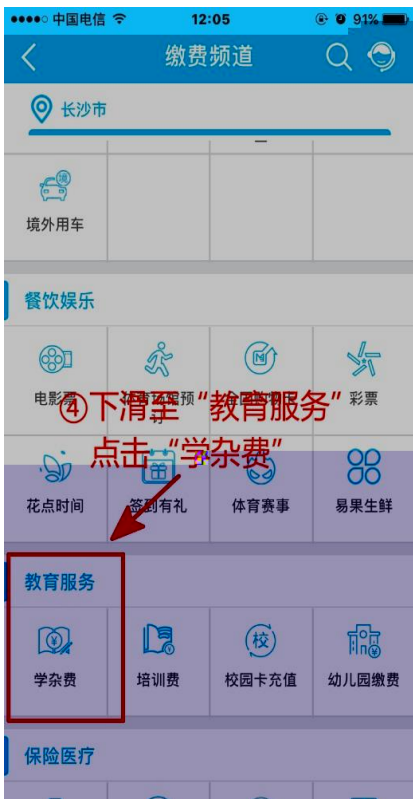 中国电信 12:05 91%
缴费频道
长沙市
境外用车
餐饮娱乐
电影票 彩票
④下滑至“教育服务”
点击“学杂费”
花点时间 签到有礼 体育赛事 易果生鲜
教育服务
学杂费 培训费 校园卡充值 幼儿园缴费
保险医疗